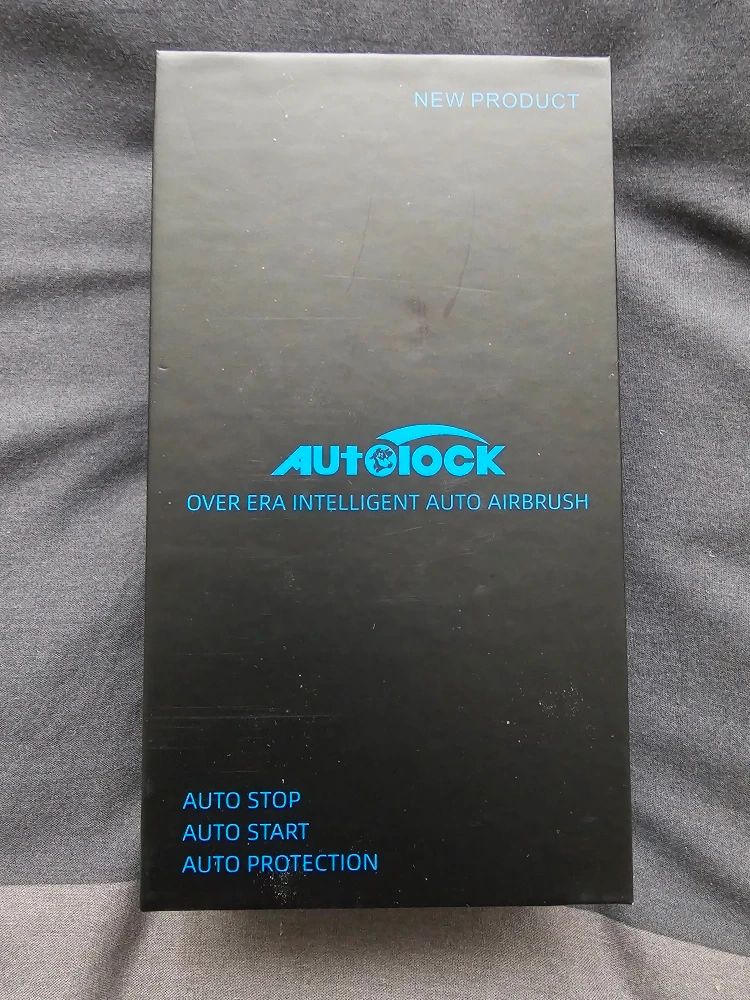 NEW PRODUCT
AUTOlOCK
OVER ERA INTELLIGENT AUTO AIRBRUSH
AUTO STOP
AUTO START
AUTO PROTECTION